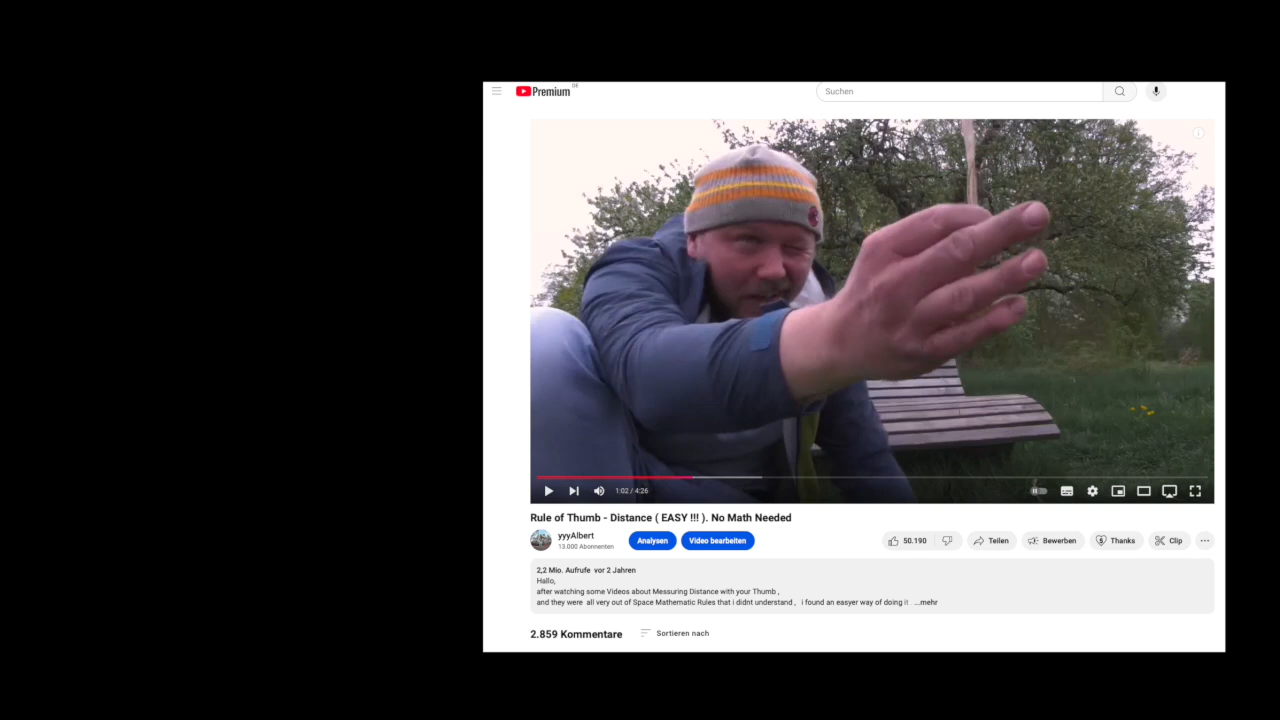 Premium DE
Suchen
1:02 / 4:26
Rule of Thumb - Distance ( EASY !!! ). No Math Needed
yyyAlbert
13.000 Abonnenten
Analysen
Video bearbeiten
50.190
Teilen
Bewerben
Thanks
Clip
2,2 Mio. Aufrufe vor 2 Jahren
Hallo,
after watching some Videos about Messuring Distance with your Thumb ,
and they were all very out of Space Mathematic Rules that i didnt understand , i found an easyer way of doing it ...mehr
2.859 Kommentare
Sortieren nach